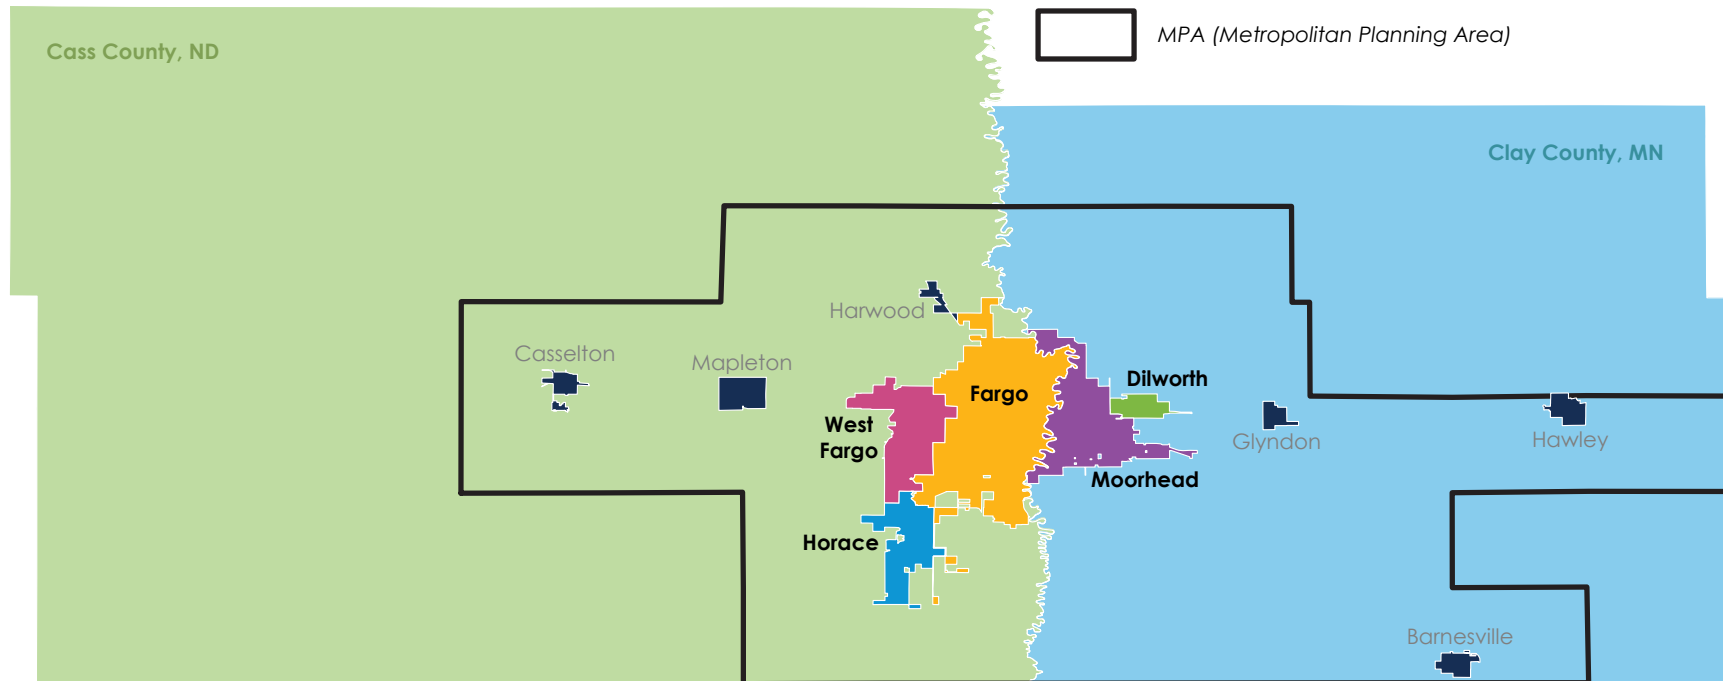 MPA (Metropolitan Planning Area)
Cass County, ND
Clay County, MN
Harwood
Casselton
Mapleton
Dilworth
Fargo
West
Fargo
Glyndon
Hawley
Moorhead
Horace
Barnesville